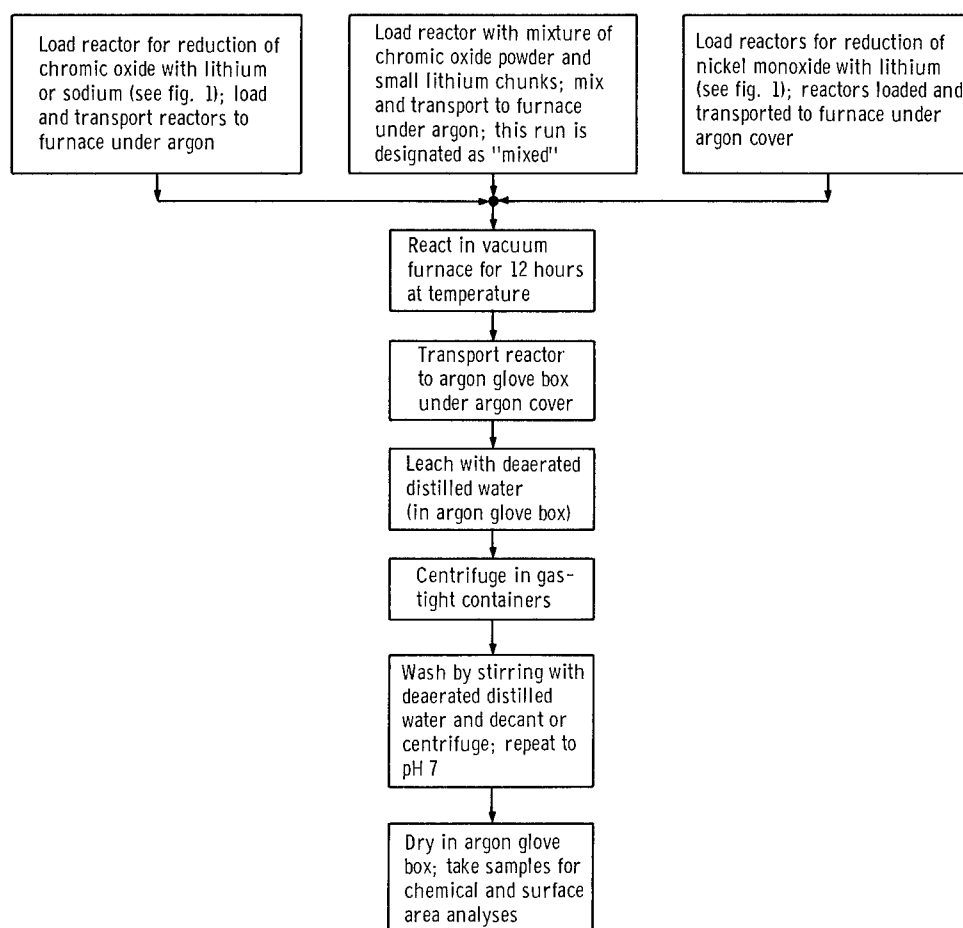 Load reactor for reduction of
chromic oxide with lithium
or sodium (see fig. 1); load
and transport reactors to
furnace under argon
Load reactor with mixture of
chromic oxide powder and
small lithium chunks; mix
and transport to furnace
under argon; this run is
designated as "mixed"
Load reactors for reduction of
nickel monoxide with lithium
(see fig. 1); reactors loaded and
transported to furnace under
argon cover
React in vacuum
furnace for 12 hours
at temperature
Transport reactor
to argon glove box
under argon cover
Leach with deaerated
distilled water
(in argon glove box)
Centrifuge in gas-
tight containers
Wash by stirring with
deaerated distilled
water and decant or
centrifuge; repeat to
pH 7
Dry in argon glove
box; take samples for
chemical and surface
area analyses